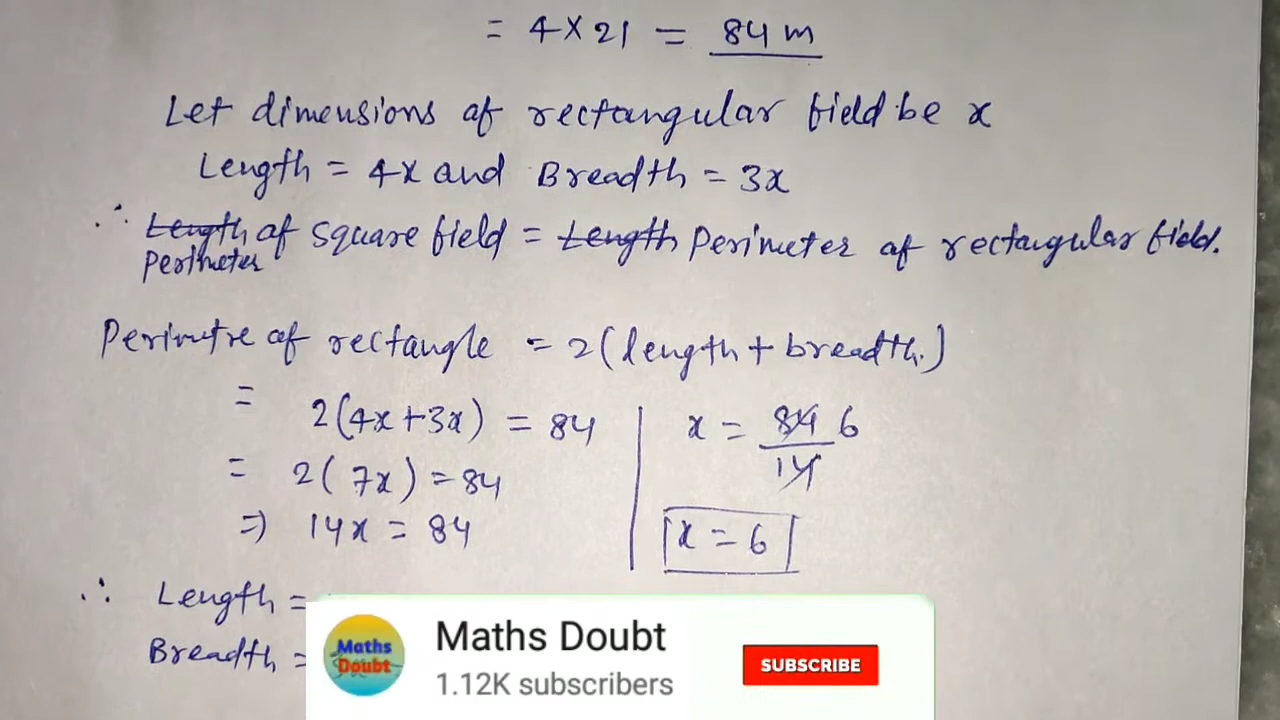 = 4×21 = 84 m
Let dimensions of rectangular field be x
Length = 4x and Breadth = 3x
∴ Length of square field = Length Perimeter of rectangular field.
Perimeter
Perimtre of rectangle = 2(length + breadth.)
= 2(4x+3x) = 84
= 2(7x) = 84
⇒ 14x = 84
x = 84/14 6
x = 6
∴ Length =
Breadth =
Maths Doubt
Maths Doubt
1.12K subscribers
SUBSCRIBE